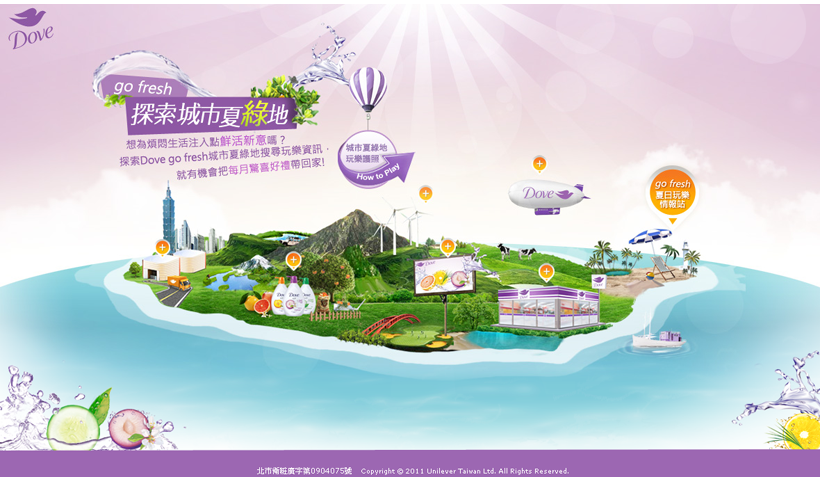 Dove
go fresh
探索城市夏綠地
想為煩悶生活注入點鮮活新意嗎?
探索Dove go fresh城市夏綠地搜尋玩樂資訊，
就有機會把每月驚喜好禮帶回家!
城市夏綠地
玩樂護照
How to Play
Dove
go fresh
夏日玩樂
情報站
Dove
北市衛粧廣字第0904075號 Copyright © 2011 Unilever Taiwan Ltd. All Rights Reserved.